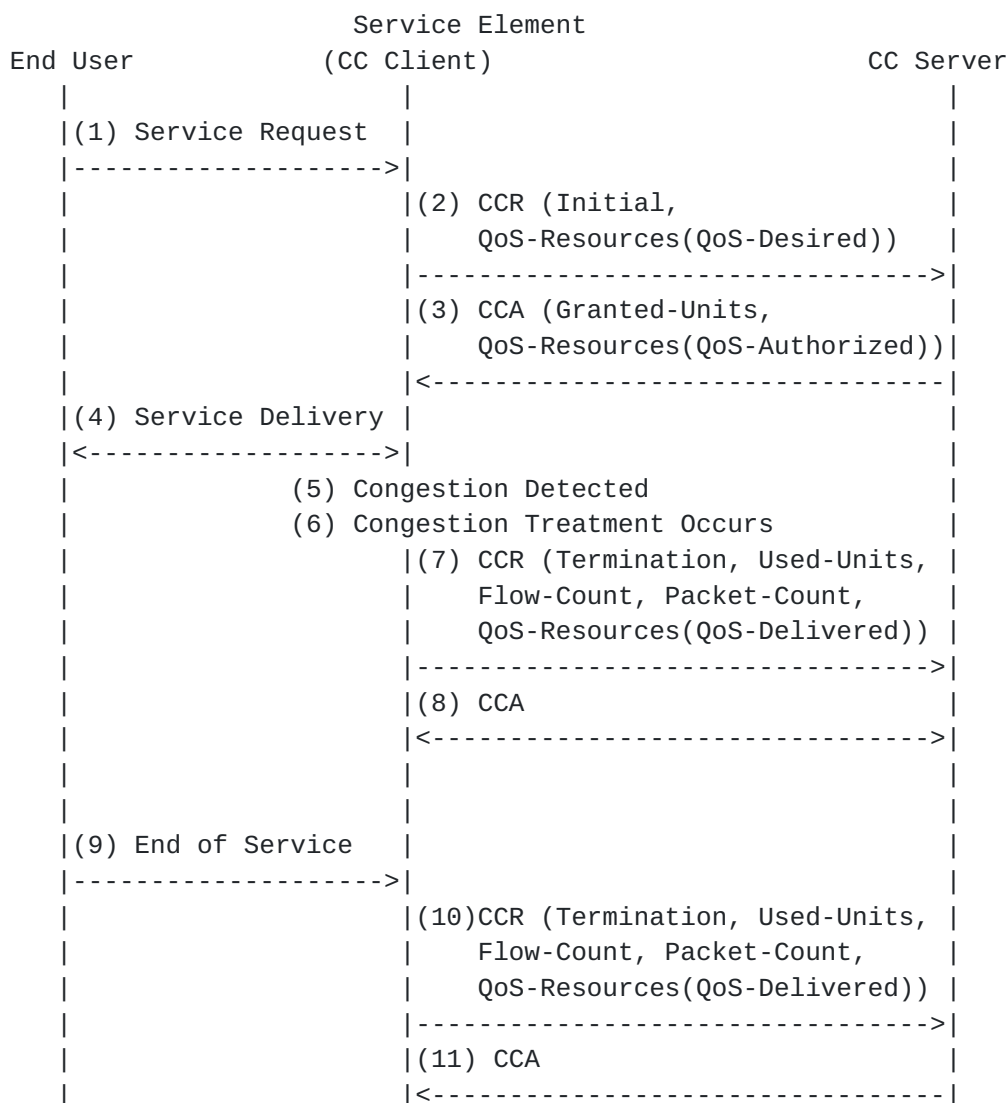 Service Element
End User (CC Client) CC Server
| | |
|(1) Service Request | |
|-------------------->| |
| |(2) CCR (Initial, |
| | QoS-Resources(QoS-Desired)) |
| |--------------------------------->|
| |(3) CCA (Granted-Units, |
| | QoS-Resources(QoS-Authorized))|
| |<---------------------------------|
|(4) Service Delivery | |
|<------------------->| |
| (5) Congestion Detected |
| (6) Congestion Treatment Occurs |
| |(7) CCR (Termination, Used-Units, |
| | Flow-Count, Packet-Count, |
| | QoS-Resources(QoS-Delivered)) |
| |--------------------------------->|
| |(8) CCA |
| |<-------------------------------->|
| | |
| | |
|(9) End of Service | |
|-------------------->| |
| |(10)CCR (Termination, Used-Units, |
| | Flow-Count, Packet-Count, |
| | QoS-Resources(QoS-Delivered)) |
| |--------------------------------->|
| |(11) CCA |
| |<---------------------------------|